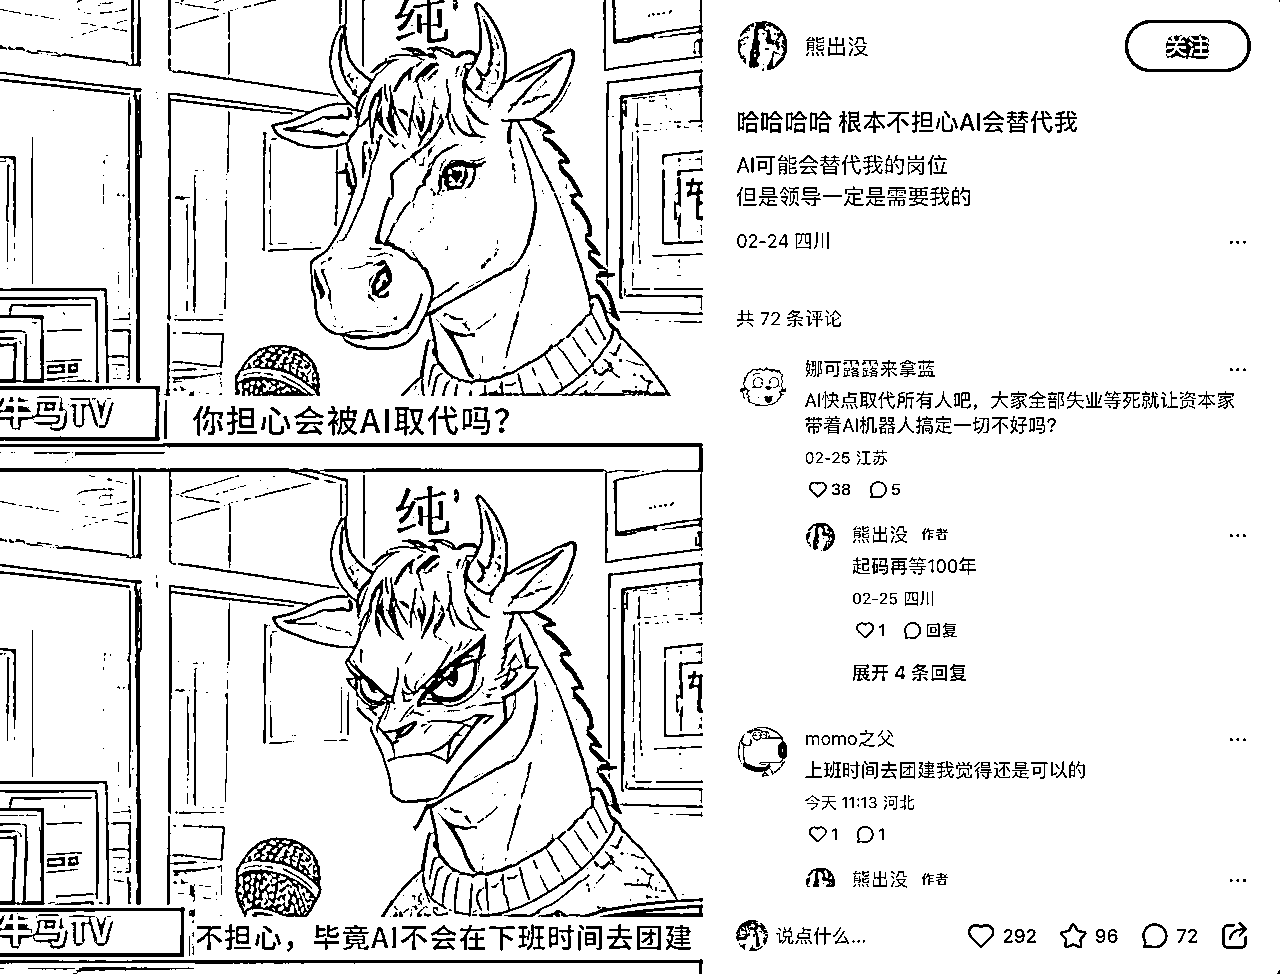 纯
牛马TV
你担心会被AI取代吗？
纯
牛马TV
不担心，毕竟AI不会在下班时间去团建
熊出没
关注
哈哈哈哈 根本不担心AI会替代我
AI可能会替代我的岗位
但是领导一定是需要我的
02-24 四川
共 72 条评论
娜可露露来拿蓝
AI快点取代所有人吧，大家全部失业等死就让资本家
带着AI机器人搞定一切不好吗？
02-25 江苏
38 5
熊出没 作者
起码再等100年
02-25 四川
1 回复
展开 4 条回复
momo之父
上班时间去团建我觉得还是可以的
今天 11:13 河北
1 1
熊出没 作者
说点什么... 292 96 72